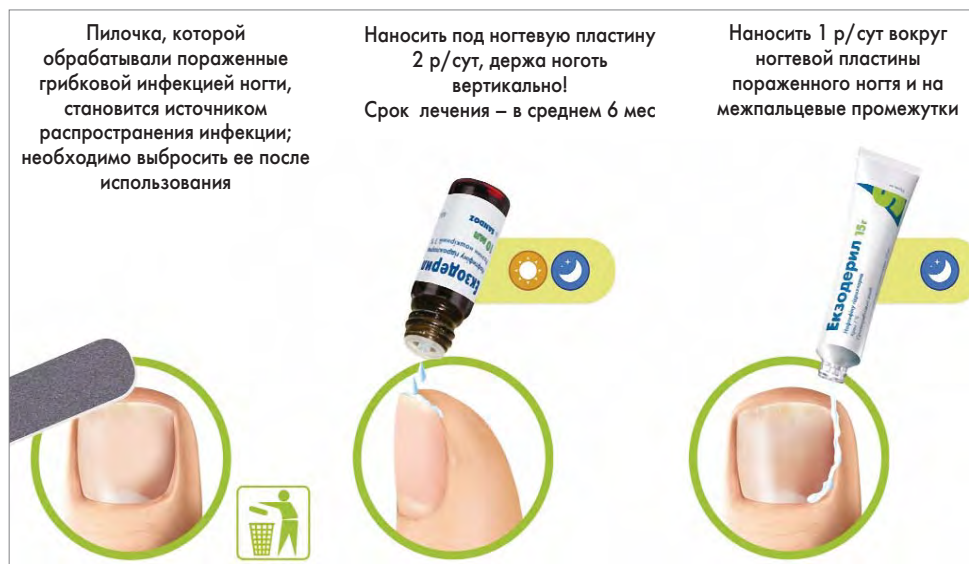 Пилочка, которой
обрабатывали пораженные
грибковой инфекцией ногти,
становится источником
распространения инфекции;
необходимо выбросить ее после
использования
Наносить под ногтевую пластину
2 р/сут, держа ноготь
вертикально!
Срок лечения – в среднем 6 мес
Наносить 1 р/сут вокруг
ногтевой пластины
пораженного ногтя и на
межпальцевые промежутки
Екзодерил
10 мл
SANDOZ
Екзодерил 15г